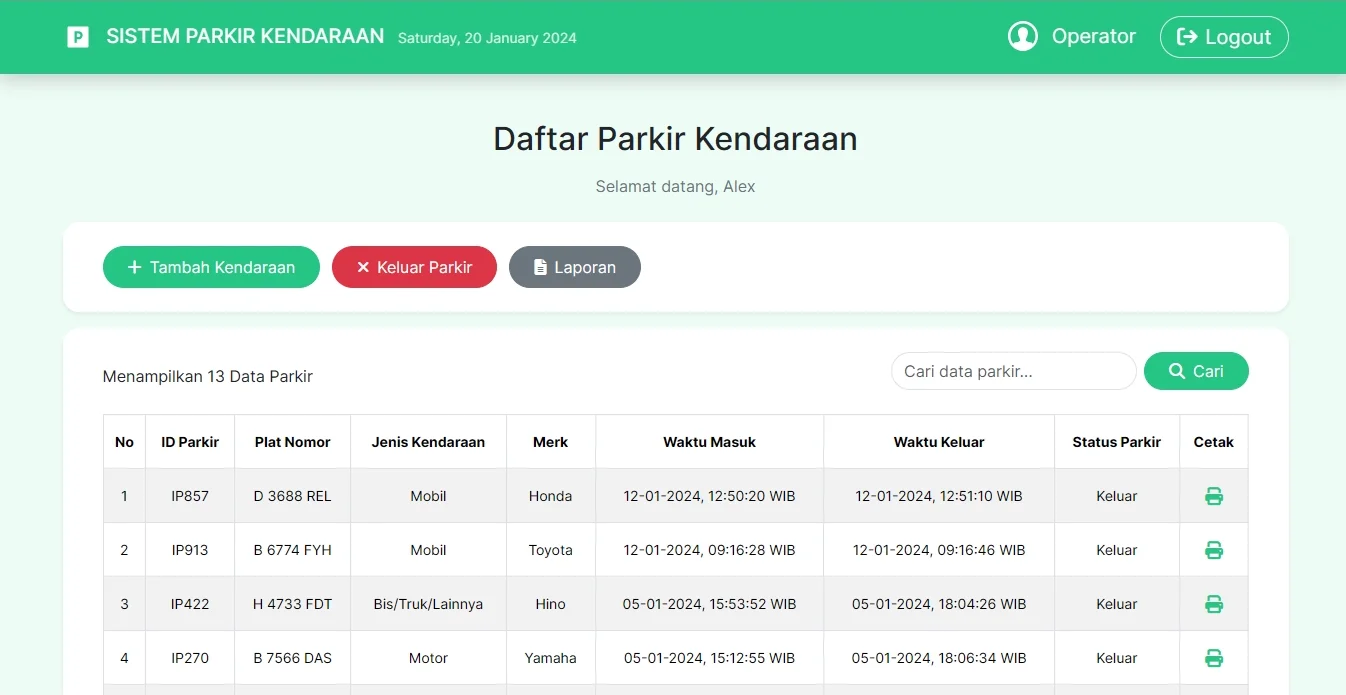 P SISTEM PARKIR KENDARAAN Saturday, 20 January 2024 Operator Logout
Daftar Parkir Kendaraan
Selamat datang, Alex
Tambah Kendaraan Keluar Parkir Laporan
Menampilkan 13 Data Parkir Cari data parkir... Cari
No ID Parkir Plat Nomor Jenis Kendaraan Merk Waktu Masuk Waktu Keluar Status Parkir Cetak
1 IP857 D 3688 REL Mobil Honda 12-01-2024, 12:50:20 WIB 12-01-2024, 12:51:10 WIB Keluar
2 IP913 B 6774 FYH Mobil Toyota 12-01-2024, 09:16:28 WIB 12-01-2024, 09:16:46 WIB Keluar
3 IP422 H 4733 FDT Bis/Truk/Lainnya Hino 05-01-2024, 15:53:52 WIB 05-01-2024, 18:04:26 WIB Keluar
4 IP270 B 7566 DAS Motor Yamaha 05-01-2024, 15:12:55 WIB 05-01-2024, 18:06:34 WIB Keluar